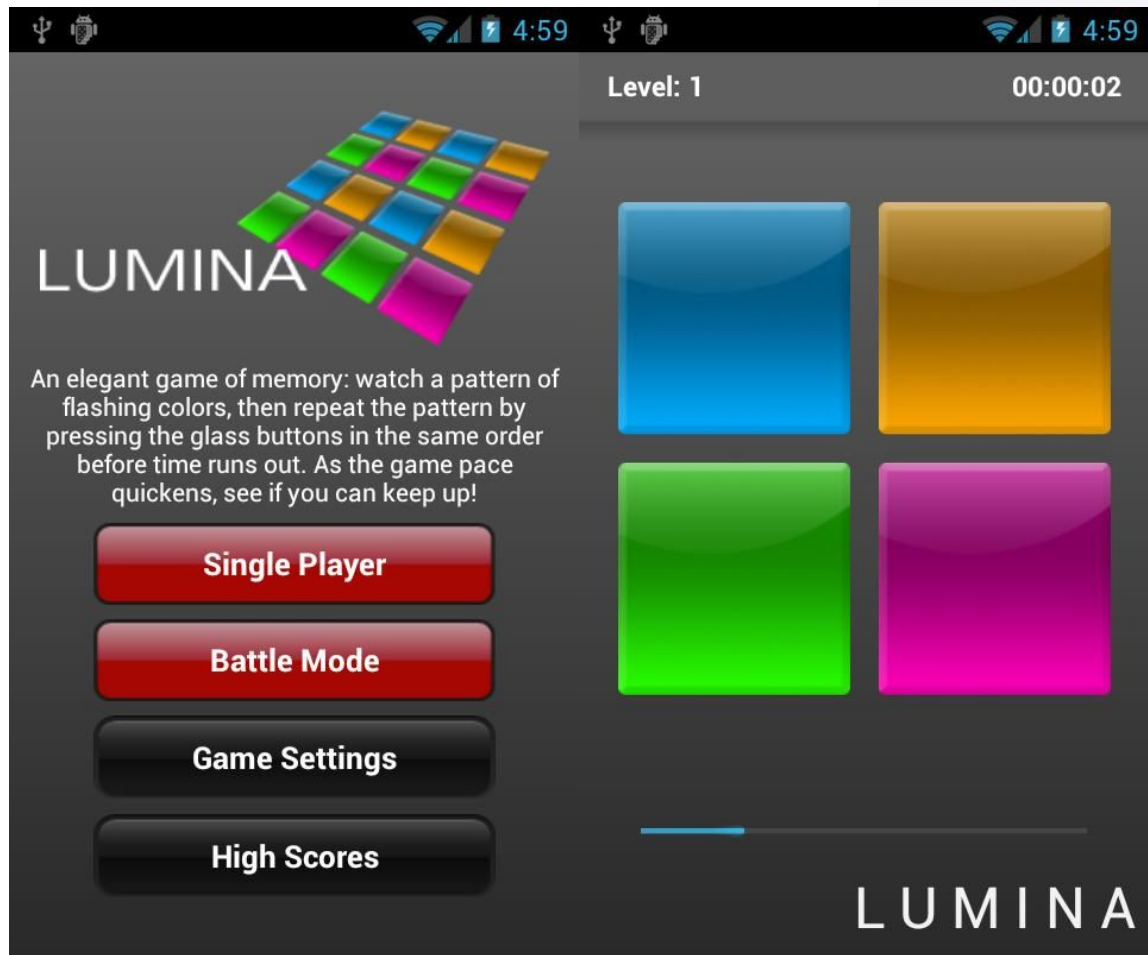 4:59
LUMINA
An elegant game of memory: watch a pattern of
flashing colors, then repeat the pattern by
pressing the glass buttons in the same order
before time runs out. As the game pace
quickens, see if you can keep up!
Single Player
Battle Mode
Game Settings
High Scores
4:59
Level: 1 00:00:02
LUMINA